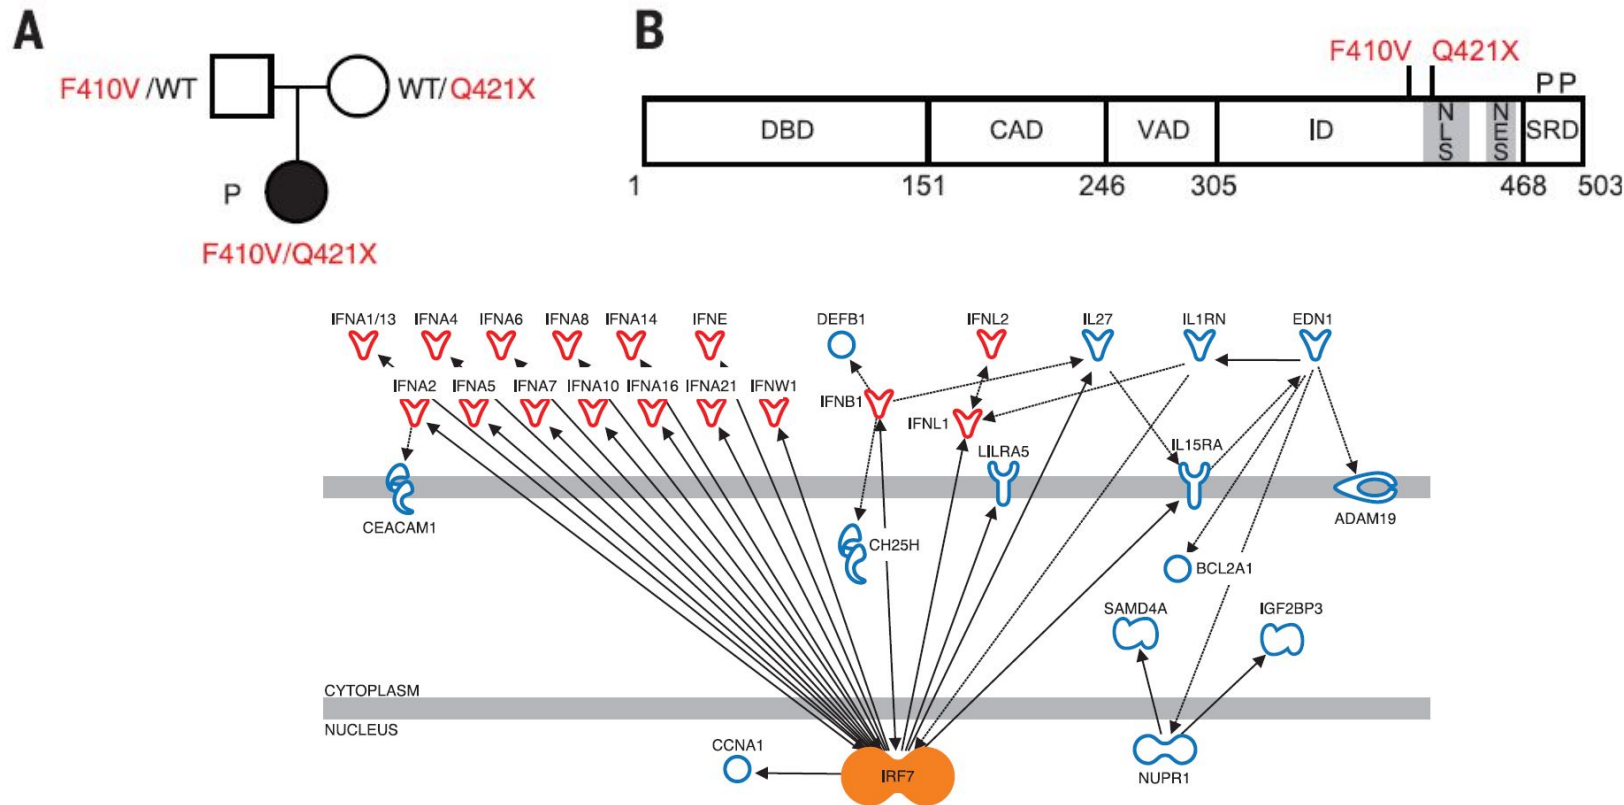 A
F410V /WT
WT/ Q421X
P
F410V/Q421X
B
F410V Q421X
P P
DBD CAD VAD ID NLS NES SRD
1 151 246 305 468 503
IFNA1/13 IFNA4 IFNA6 IFNA8 IFNA14 IFNE DEFB1 IFNL2 IL27 IL1RN EDN1
IFNA2 IFNA5 IFNA7 IFNA10 IFNA16 IFNA21 IFNW1 IFNB1
IFNL1
LILRA5 IL15RA
CEACAM1 ADAM19
CH25H
BCL2A1
SAMD4A IGF2BP3
CYTOPLASM
NUCLEUS
CCNA1
IRF7 NUPR1